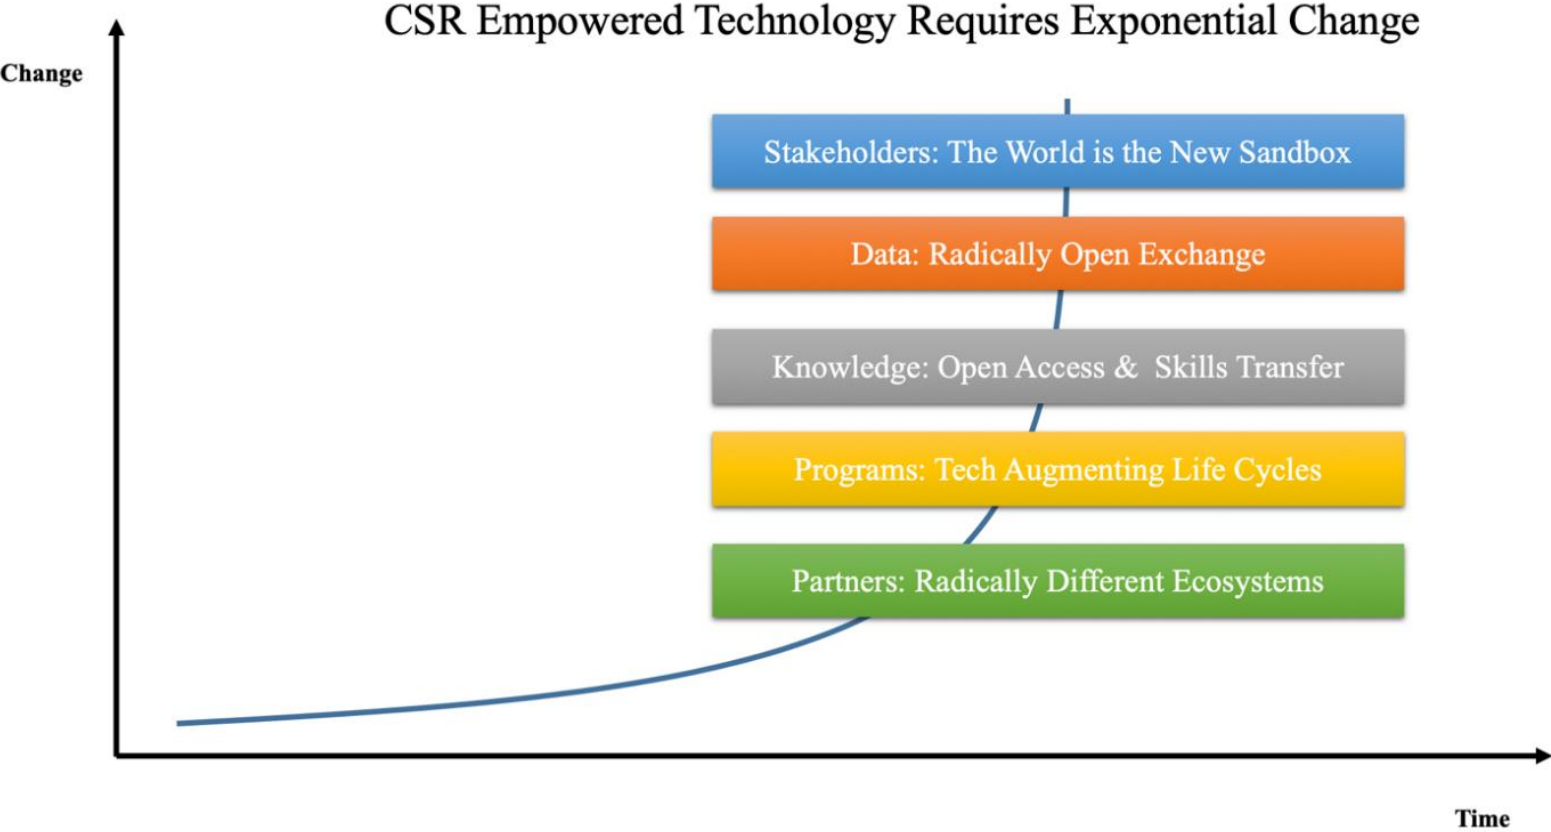 CSR Empowered Technology Requires Exponential Change
Change
Stakeholders: The World is the New Sandbox
Data: Radically Open Exchange
Knowledge: Open Access &  Skills Transfer
Programs: Tech Augmenting Life Cycles
Partners: Radically Different Ecosystems
Time